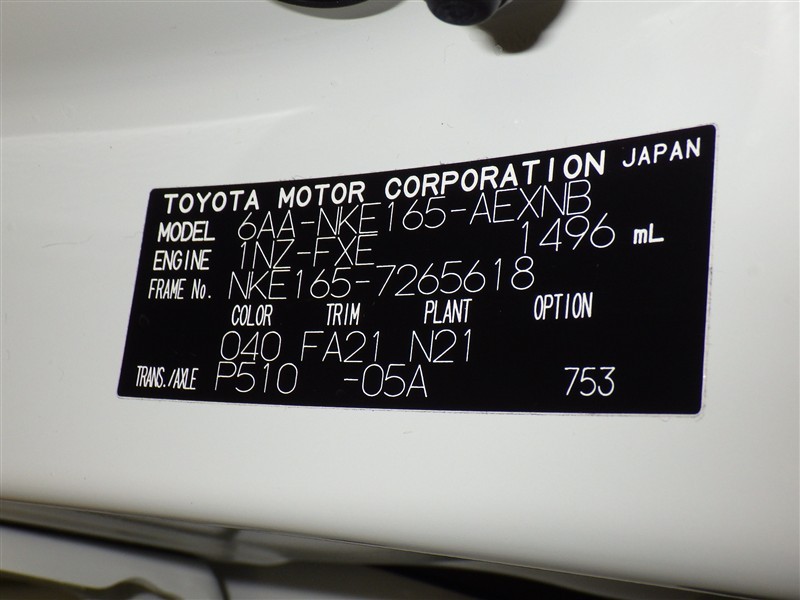 TOYOTA MOTOR CORPORATION JAPAN
MODEL 6AA-NKE165-AEXNB
ENGINE 1NZ-FXE 1496 mL
FRAME No. NKE165-7265618
COLOR TRIM PLANT OPTION
040 FA21 N21
TRANS./AXLE P510 -05A 753